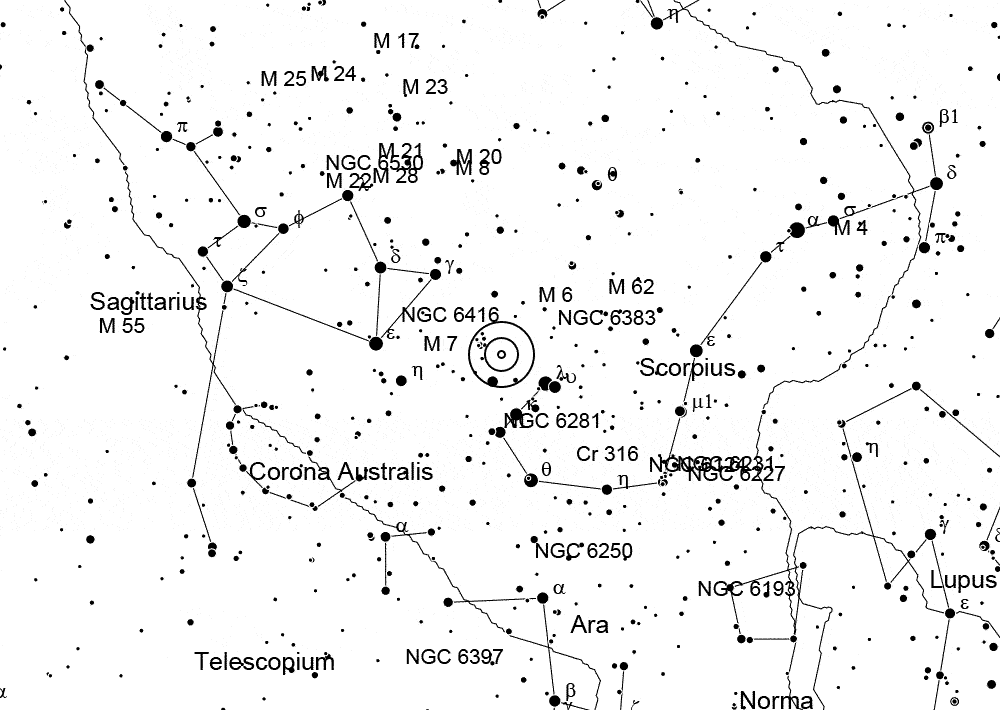 η
M 17
M 25
M 24
M 23
β1
π
M 21
NGC 6530
M 20
M 8
M 22
λ
M 28
θ
δ
σ
φ
α
σ
M 4
τ
τ
π
δ
γ
ζ
Sagittarius
M 55
M 6
M 62
NGC 6416
NGC 6383
ε
M 7
ε
Scorpius
η
λ
υ
κ
μ1
NGC 6281
η
Cr 316
NGC 6124
NGC 6231
NGC 6227
Corona Australis
θ
η
ζ
α
γ
δ
NGC 6250
Lupus
NGC 6193
α
ε
Ara
Telescopium
NGC 6397
α
β
γ
ζ
Norma